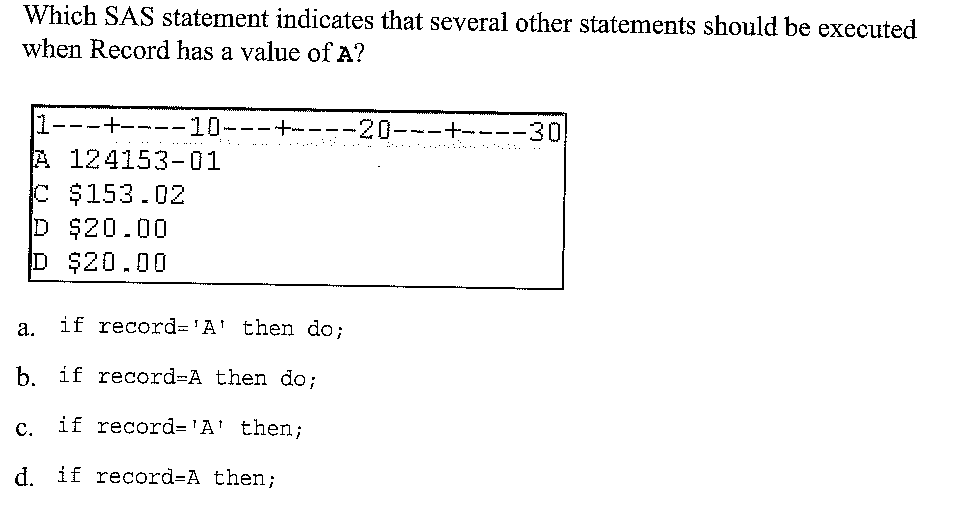 Which SAS statement indicates that several other statements should be executed
when Record has a value of A?
1---+----10---+----20---+----30
A 124153-01
C $153.02
D $20.00
D $20.00
a. if record='A' then do;
b. if record=A then do;
c. if record='A' then;
d. if record=A then;